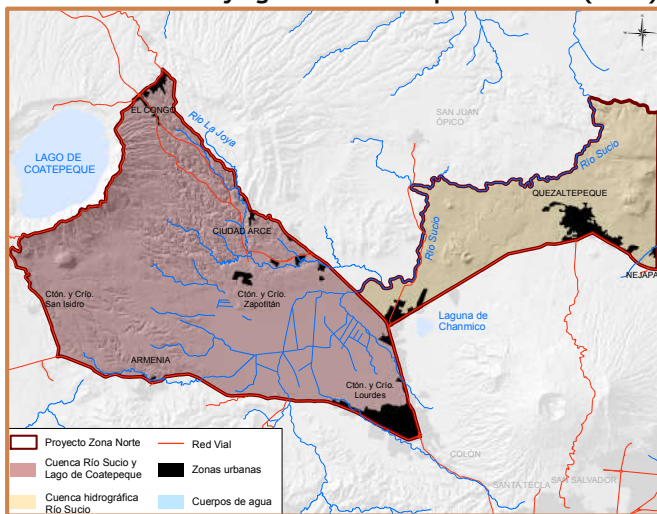 EL CONGO
Río La Joya
SAN JUAN
ÓPICO
Río Sucio
LAGO DE
COATEPEQUE
QUEZALTEPEQUE
CIUDAD ARCE
Río Sucio
NEJAPA
Ctón. y Crío.
San Isidro
Ctón. y Crío.
Zapotitán
Laguna de
Chanmico
ARMENIA
Ctón. y Crío.
Lourdes
COLÓN
SANTA TECLA
SAN SALVADOR
Proyecto Zona Norte
Red Vial
Cuenca Río Sucio y
Lago de Coatepeque
Zonas urbanas
Cuenca hidrográfica
Río Sucio
Cuerpos de agua